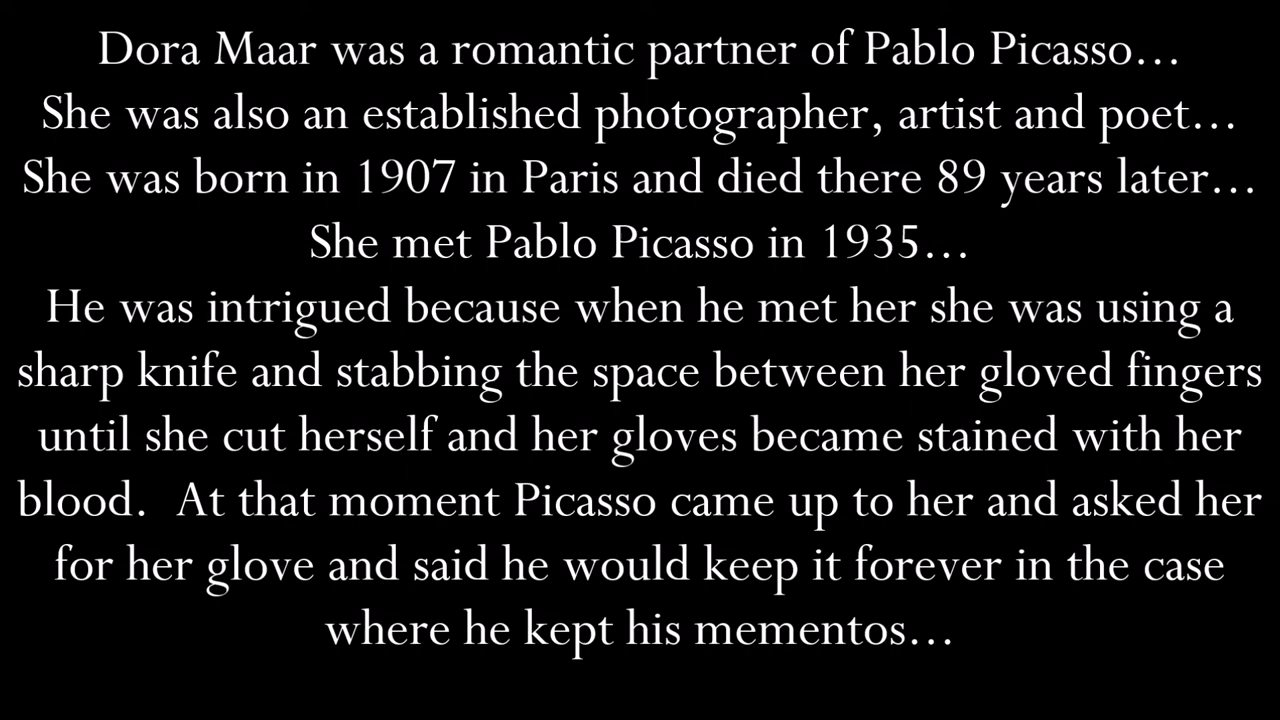 Dora Maar was a romantic partner of Pablo Picasso...
She was also an established photographer, artist and poet...
She was born in 1907 in Paris and died there 89 years later...
She met Pablo Picasso in 1935...
He was intrigued because when he met her she was using a
sharp knife and stabbing the space between her gloved fingers
until she cut herself and her gloves became stained with her
blood.  At that moment Picasso came up to her and asked her
for her glove and said he would keep it forever in the case
where he kept his mementos...